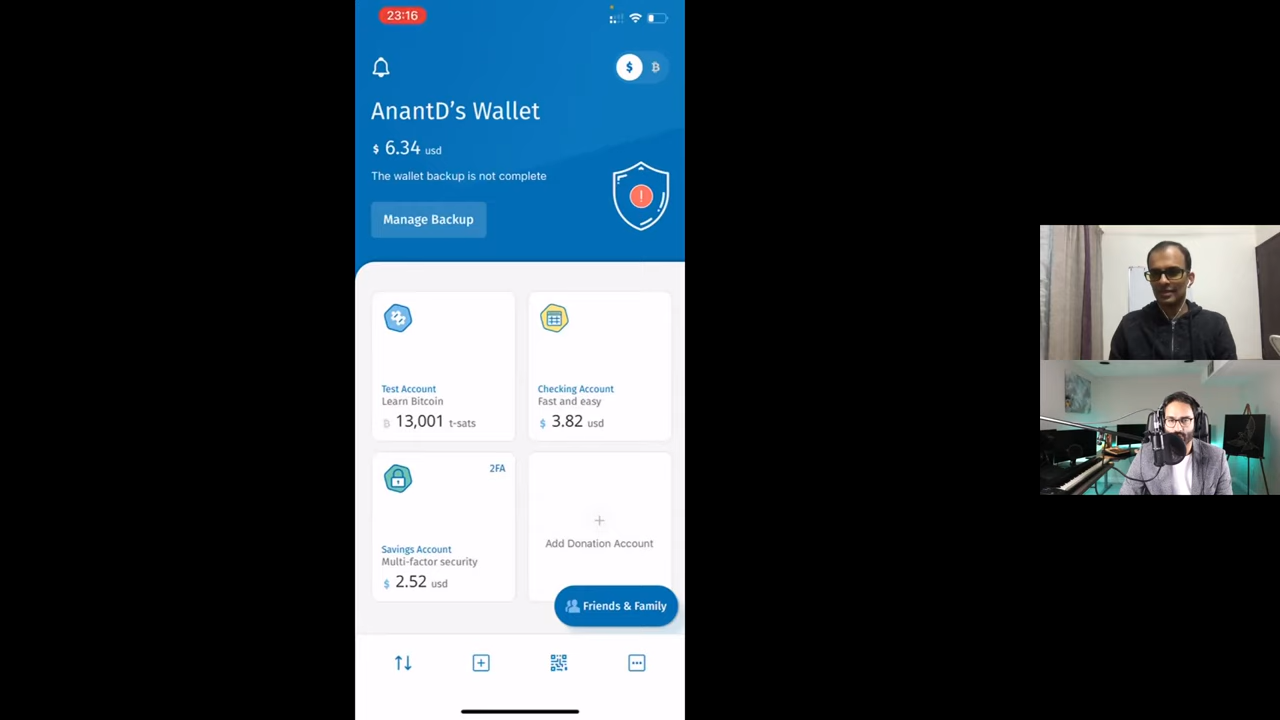 23:16
$ ₿
AnantD's Wallet
$ 6.34 usd
The wallet backup is not complete
!
Manage Backup
Test Account
Learn Bitcoin
₿ 13,001 t-sats
Checking Account
Fast and easy
$ 3.82 usd
2FA
Savings Account
Multi-factor security
$ 2.52 usd
+
Add Donation Account
Friends & Family